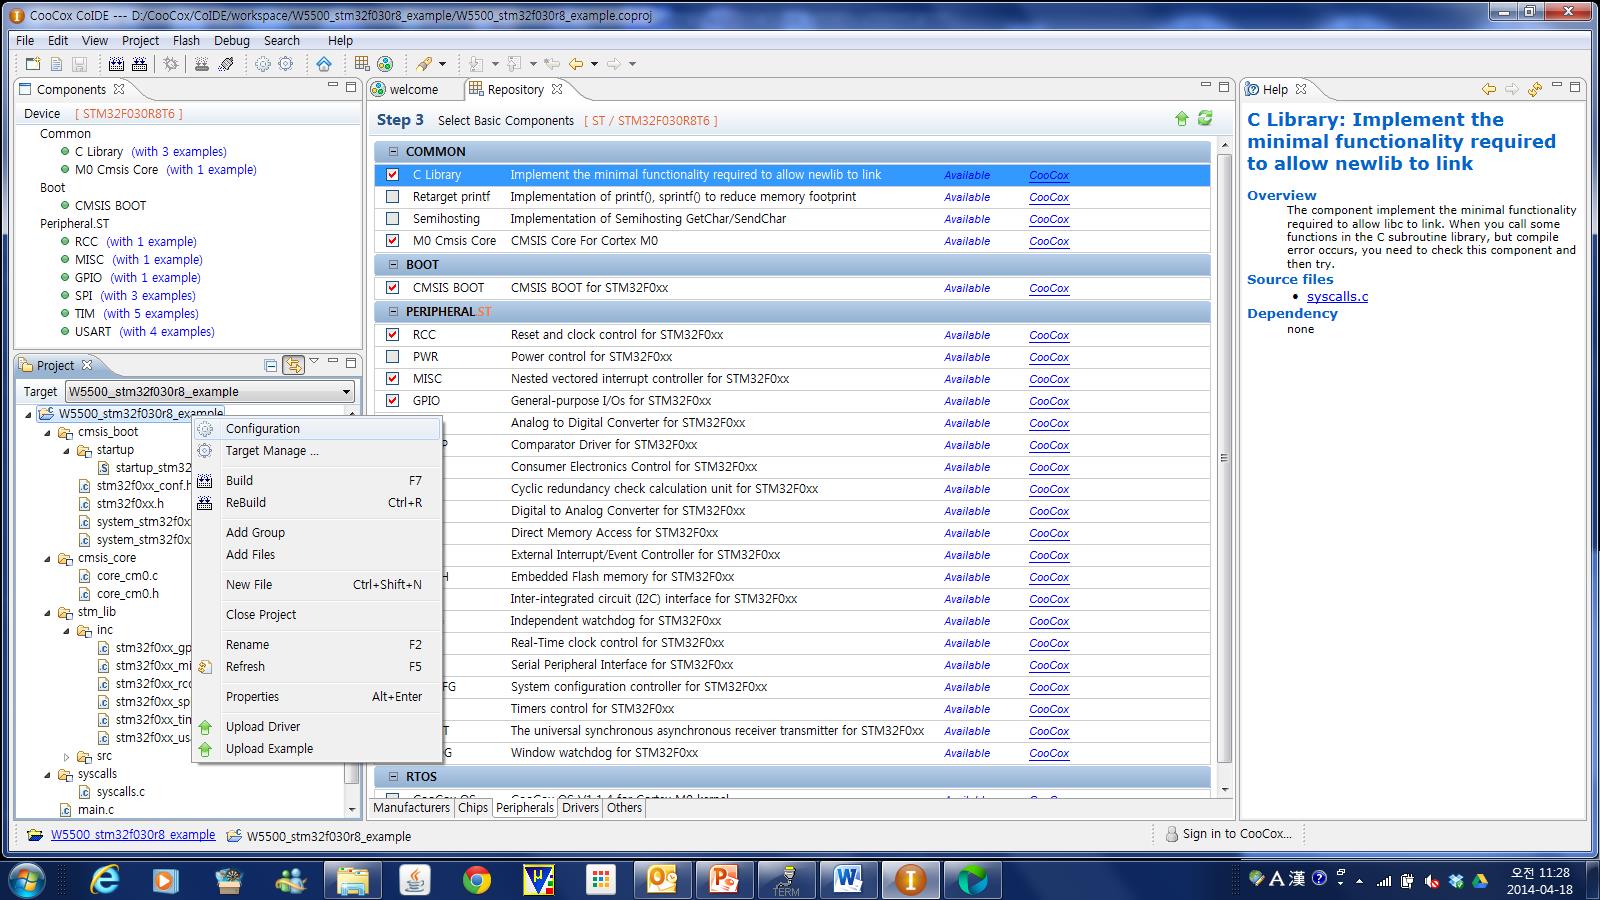 CooCox CoIDE --- D:/CooCox/CoIDE/workspace/W5500_stm32f030r8_example/W5500_stm32f030r8_example.coproj
File Edit View Project Flash Debug Search Help
Components
Device [ STM32F030R8T6 ]
Common
C Library (with 3 examples)
M0 Cmsis Core (with 1 example)
Boot
CMSIS BOOT
Peripheral.ST
RCC (with 1 example)
MISC (with 1 example)
GPIO (with 1 example)
SPI (with 3 examples)
TIM (with 5 examples)
USART (with 4 examples)
Project
Target W5500_stm32f030r8_example
W5500_stm32f030r8_example
cmsis_boot
startup
startup_stm32
stm32f0xx_conf.h
stm32f0xx.h
system_stm32f0x
system_stm32f0x
cmsis_core
core_cm0.c
core_cm0.h
stm_lib
inc
stm32f0xx_gp
stm32f0xx_mi
stm32f0xx_rcc
stm32f0xx_sp
stm32f0xx_tim
stm32f0xx_us
src
syscalls
syscalls.c
main.c
Configuration
Target Manage ...
Build F7
ReBuild Ctrl+R
Add Group
Add Files
New File Ctrl+Shift+N
Close Project
Rename F2
Refresh F5
Properties Alt+Enter
Upload Driver
Upload Example
welcome Repository
Step 3 Select Basic Components [ ST / STM32F030R8T6 ]
COMMON
C Library Implement the minimal functionality required to allow newlib to link Available CooCox
Retarget printf Implementation of printf(), sprintf() to reduce memory footprint Available CooCox
Semihosting Implementation of Semihosting GetChar/SendChar Available CooCox
M0 Cmsis Core CMSIS Core For Cortex M0 Available CooCox
BOOT
CMSIS BOOT CMSIS BOOT for STM32F0xx Available CooCox
PERIPHERAL.ST
RCC Reset and clock control for STM32F0xx Available CooCox
PWR Power control for STM32F0xx Available CooCox
MISC Nested vectored interrupt controller for STM32F0xx Available CooCox
GPIO General-purpose I/Os for STM32F0xx Available CooCox
Analog to Digital Converter for STM32F0xx Available CooCox
P Comparator Driver for STM32F0xx Available CooCox
Consumer Electronics Control for STM32F0xx Available CooCox
Cyclic redundancy check calculation unit for STM32F0xx Available CooCox
Digital to Analog Converter for STM32F0xx Available CooCox
Direct Memory Access for STM32F0xx Available CooCox
External Interrupt/Event Controller for STM32F0xx Available CooCox
H Embedded Flash memory for STM32F0xx Available CooCox
Inter-integrated circuit (I2C) interface for STM32F0xx Available CooCox
Independent watchdog for STM32F0xx Available CooCox
Real-Time clock control for STM32F0xx Available CooCox
Serial Peripheral Interface for STM32F0xx Available CooCox
FG System configuration controller for STM32F0xx Available CooCox
Timers control for STM32F0xx Available CooCox
T The universal synchronous asynchronous receiver transmitter for STM32F0xx Available CooCox
G Window watchdog for STM32F0xx Available CooCox
RTOS
Manufacturers Chips Peripherals Drivers Others
Help
C Library: Implement the
minimal functionality required
to allow newlib to link
Overview
The component implement the minimal functionality
required to allow libc to link. When you call some
functions in the C subroutine library, but compile
error occurs, you need to check this component and
then try.
Source files
• syscalls.c
Dependency
none
W5500_stm32f030r8_example W5500_stm32f030r8_example
Sign in to CooCox...
TERM
A 漢
오전 11:28
2014-04-18